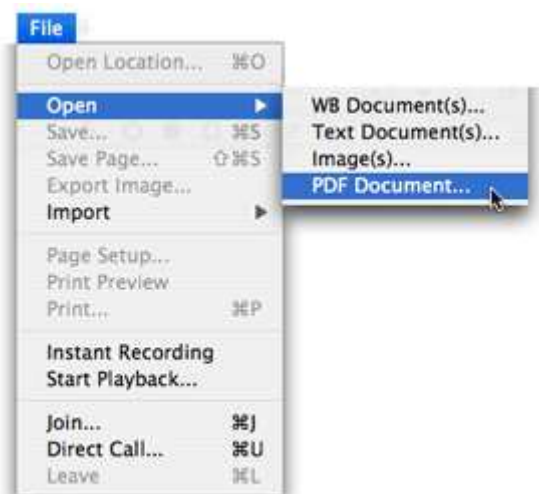 File
Open Location... ⌘O
Open
Save... ⌘S
Save Page... ⇧⌘S
Export Image...
Import
Page Setup...
Print Preview
Print... ⌘P
Instant Recording
Start Playback...
Join... ⌘J
Direct Call... ⌘U
Leave ⌘L
WB Document(s)...
Text Document(s)...
Image(s)...
PDF Document...